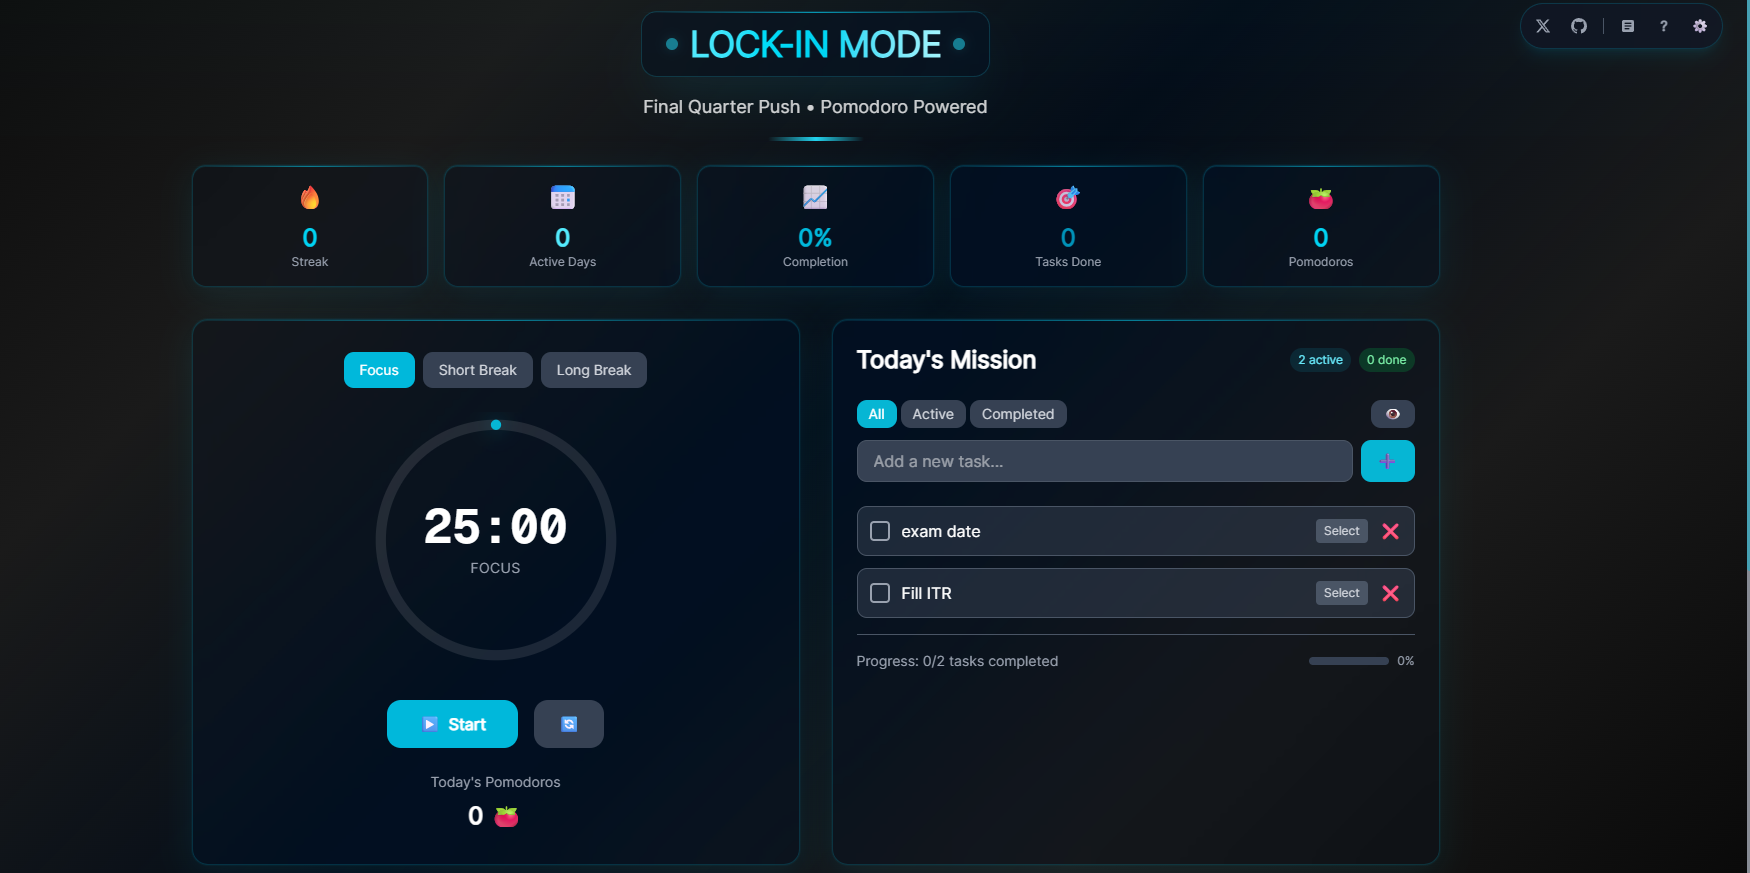 LOCK-IN MODE
?
Final Quarter Push • Pomodoro Powered
0
Streak
0
Active Days
0%
Completion
0
Tasks Done
0
Pomodoros
Focus Short Break Long Break
25:00
FOCUS
Start
Today's Pomodoros
0
Today's Mission 2 active 0 done
All Active Completed
Add a new task...
exam date Select
Fill ITR Select
Progress: 0/2 tasks completed 0%